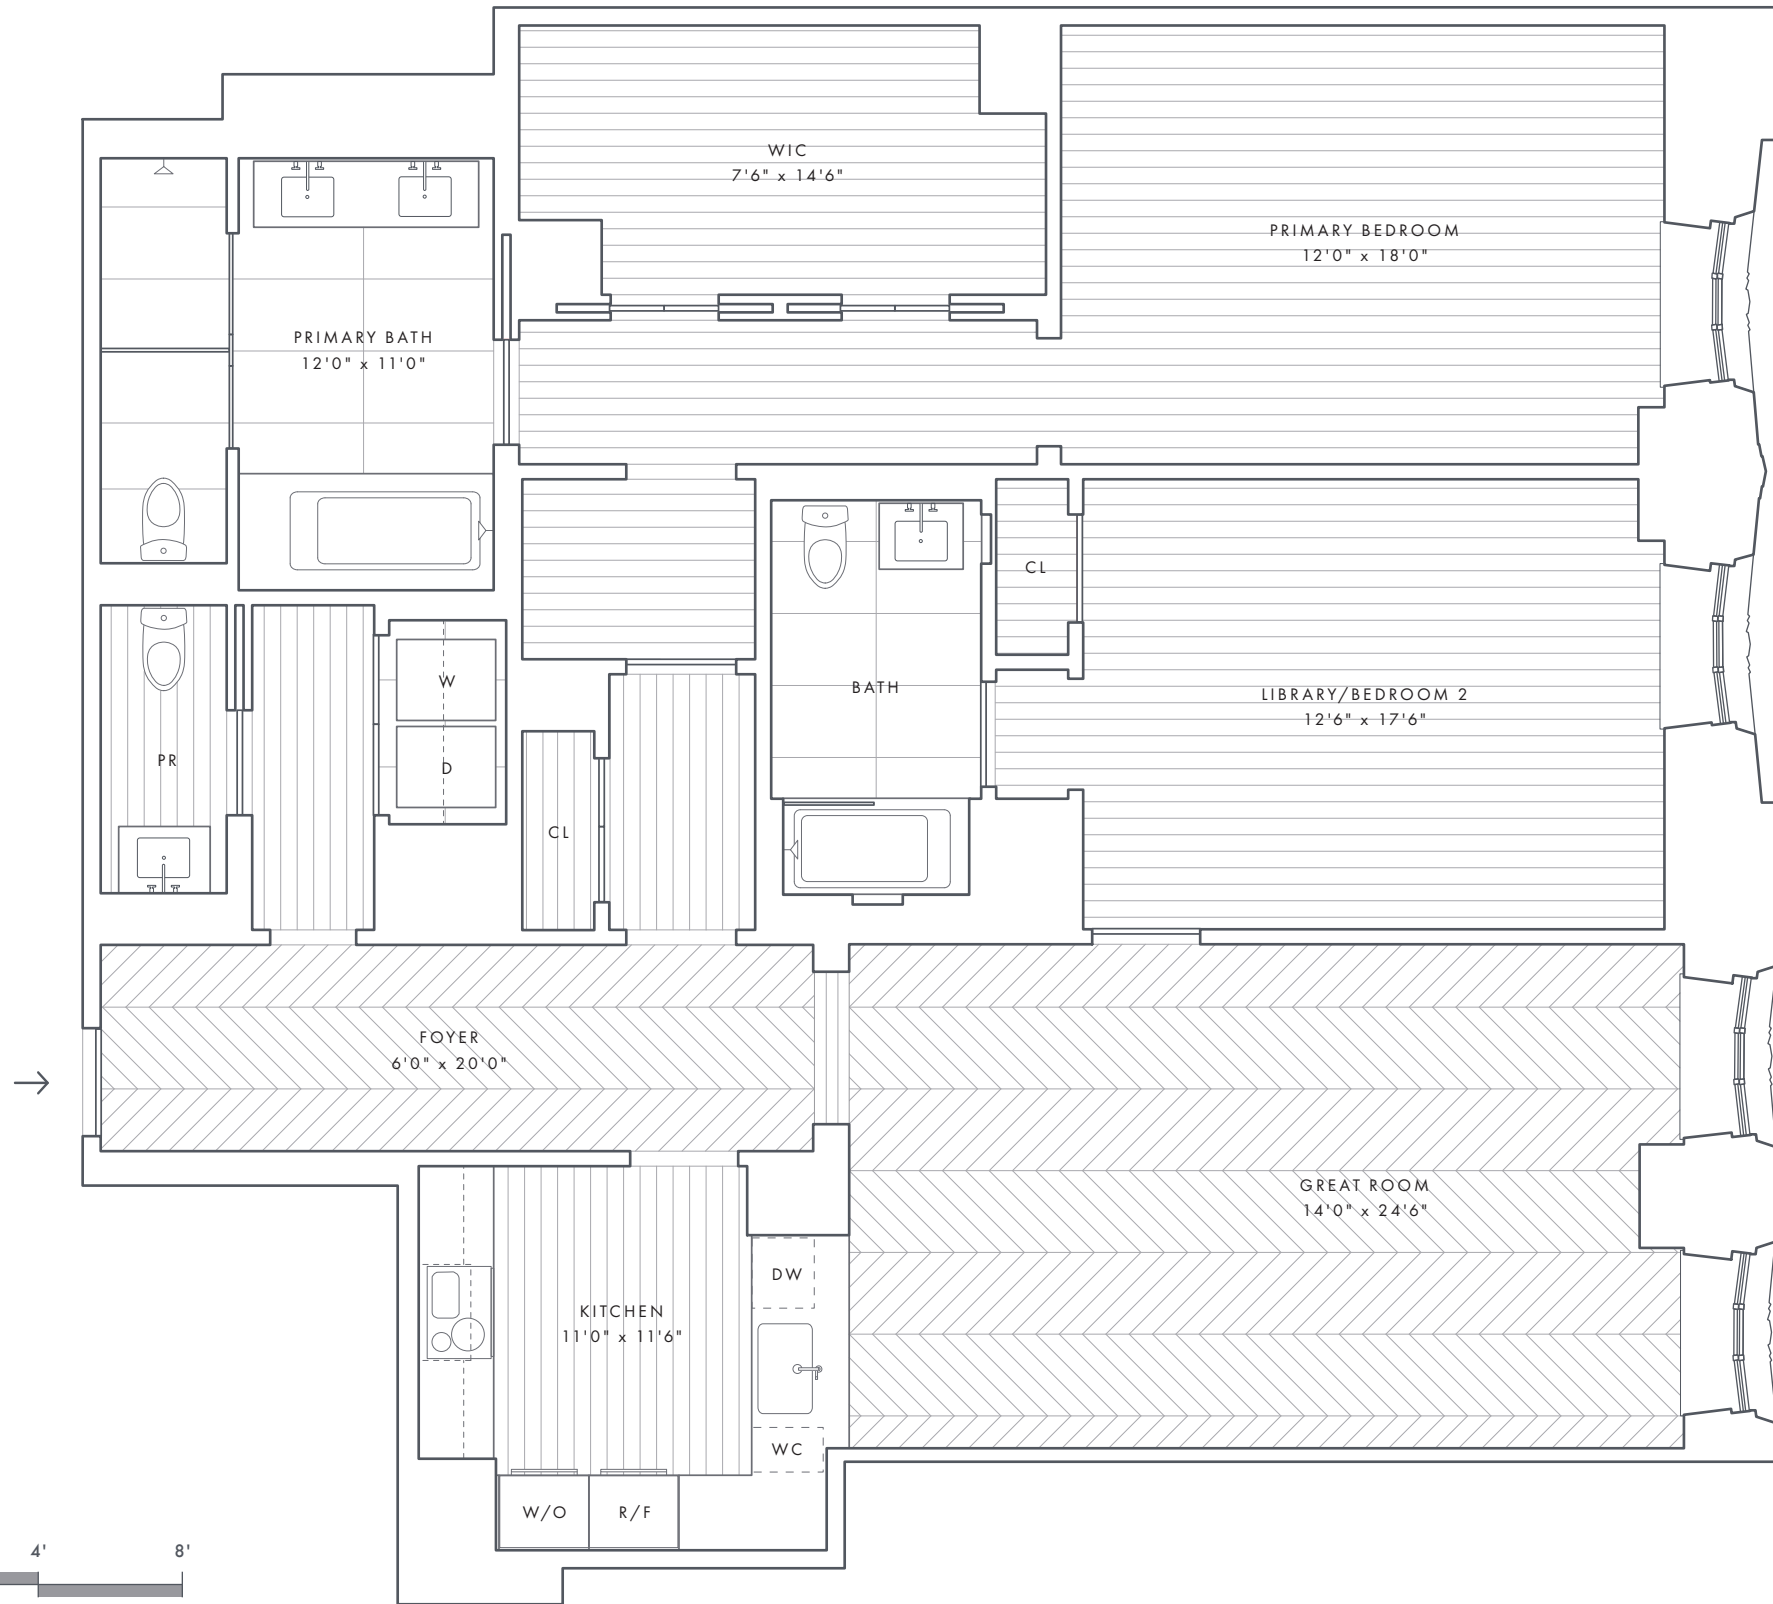 WIC
7'6" x 14'6"
PRIMARY BEDROOM
12'0" x 18'0"
PRIMARY BATH
12'0" x 11'0"
CL
W
BATH
LIBRARY/BEDROOM 2
12'6" x 17'6"
PR
D
CL
FOYER
6'0" x 20'0"
GREAT ROOM
14'0" x 24'6"
DW
KITCHEN
11'0" x 11'6"
WC
W/O
R/F
4'
8'